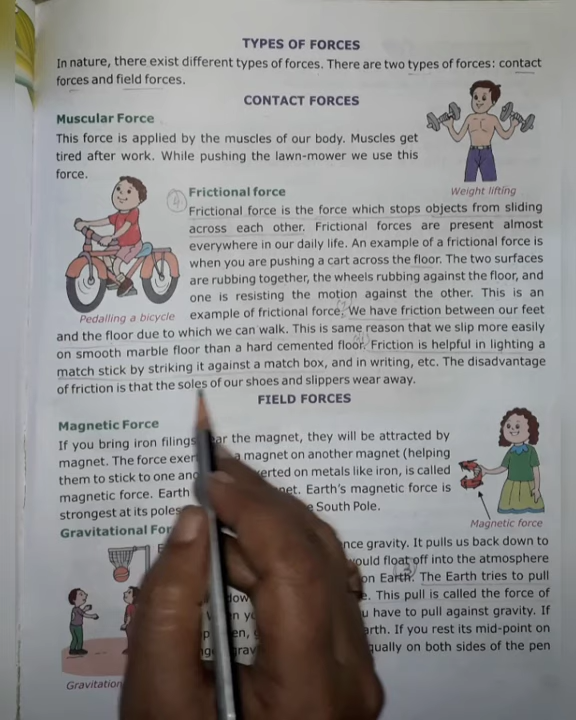 TYPES OF FORCES
In nature, there exist different types of forces. There are two types of forces: contact
forces and field forces.
CONTACT FORCES
Muscular Force
This force is applied by the muscles of our body. Muscles get
tired after work. While pushing the lawn-mower we use this
force.
Weight lifting
Frictional force
4
Frictional force is the force which stops objects from sliding
across each other. Frictional forces are present almost
everywhere in our daily life. An example of a frictional force is
when you are pushing a cart across the floor. The two surfaces
are rubbing together, the wheels rubbing against the floor, and
one is resisting the motion against the other. This is an
example of frictional force. We have friction between our feet
Pedalling a bicycle
and the floor due to which we can walk. This is same reason that we slip more easily
on smooth marble floor than a hard cemented floor. Friction is helpful in lighting a
match stick by striking it against a match box, and in writing, etc. The disadvantage
of friction is that the soles of our shoes and slippers wear away.
FIELD FORCES
Magnetic Force
If you bring iron filings the magnet, they will be attracted by
magnet. The force a magnet on another magnet (helping
them to stick to one on metals like iron, is called
magnetic force. Earth Earth's magnetic force is
strongest at its poles South Pole.
Magnetic force
Gravitational
gravity. It pulls us back down to
float off into the atmosphere
3
on Earth. The Earth tries to pull
This pull is called the force of
have to pull against gravity. If
If you rest its mid-point on
on both sides of the pen